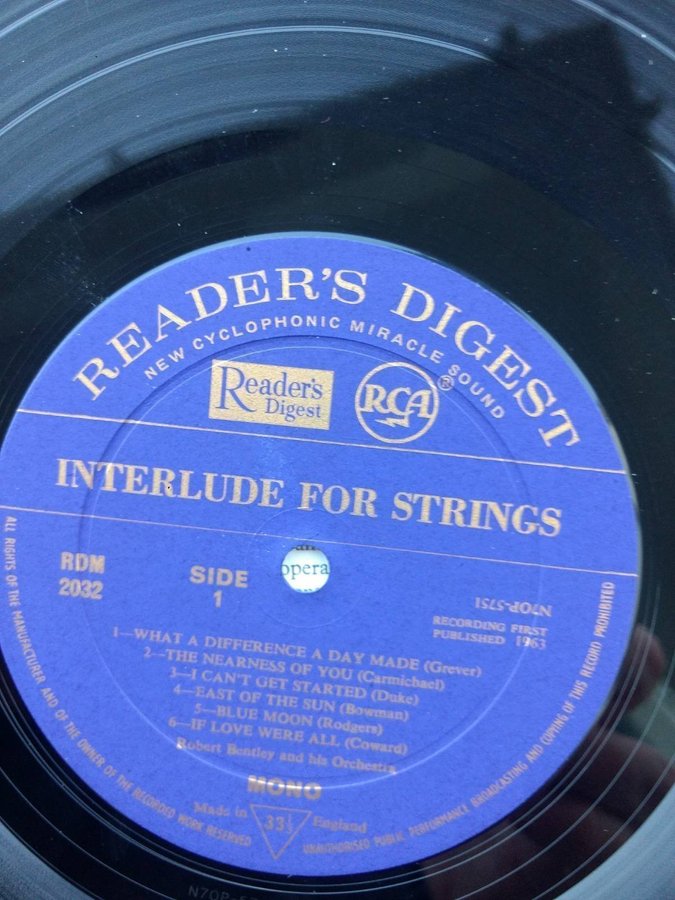 READER'S DIGEST
NEW CYCLOPHONIC MIRACLE SOUND
Reader's
Digest
RCA
®
INTERLUDE FOR STRINGS
RDM
2032
SIDE
1
opera
N7OP-5751
RECORDING FIRST
PUBLISHED 1963
1—WHAT A DIFFERENCE A DAY MADE (Grever)
2—THE NEARNESS OF YOU (Carmichael)
3—I CAN'T GET STARTED (Duke)
4—EAST OF THE SUN (Bowman)
5—BLUE MOON (Rodgers)
6—IF LOVE WERE ALL (Coward)
Robert Bentley and his Orchestra
MONO
Made in England
33⅓
ALL RIGHTS OF THE MANUFACTURER AND OF THE OWNER OF THE RECORDED WORK RESERVED
UNAUTHORISED PUBLIC PERFORMANCE BROADCASTING AND COPYING OF THIS RECORD PROHIBITED